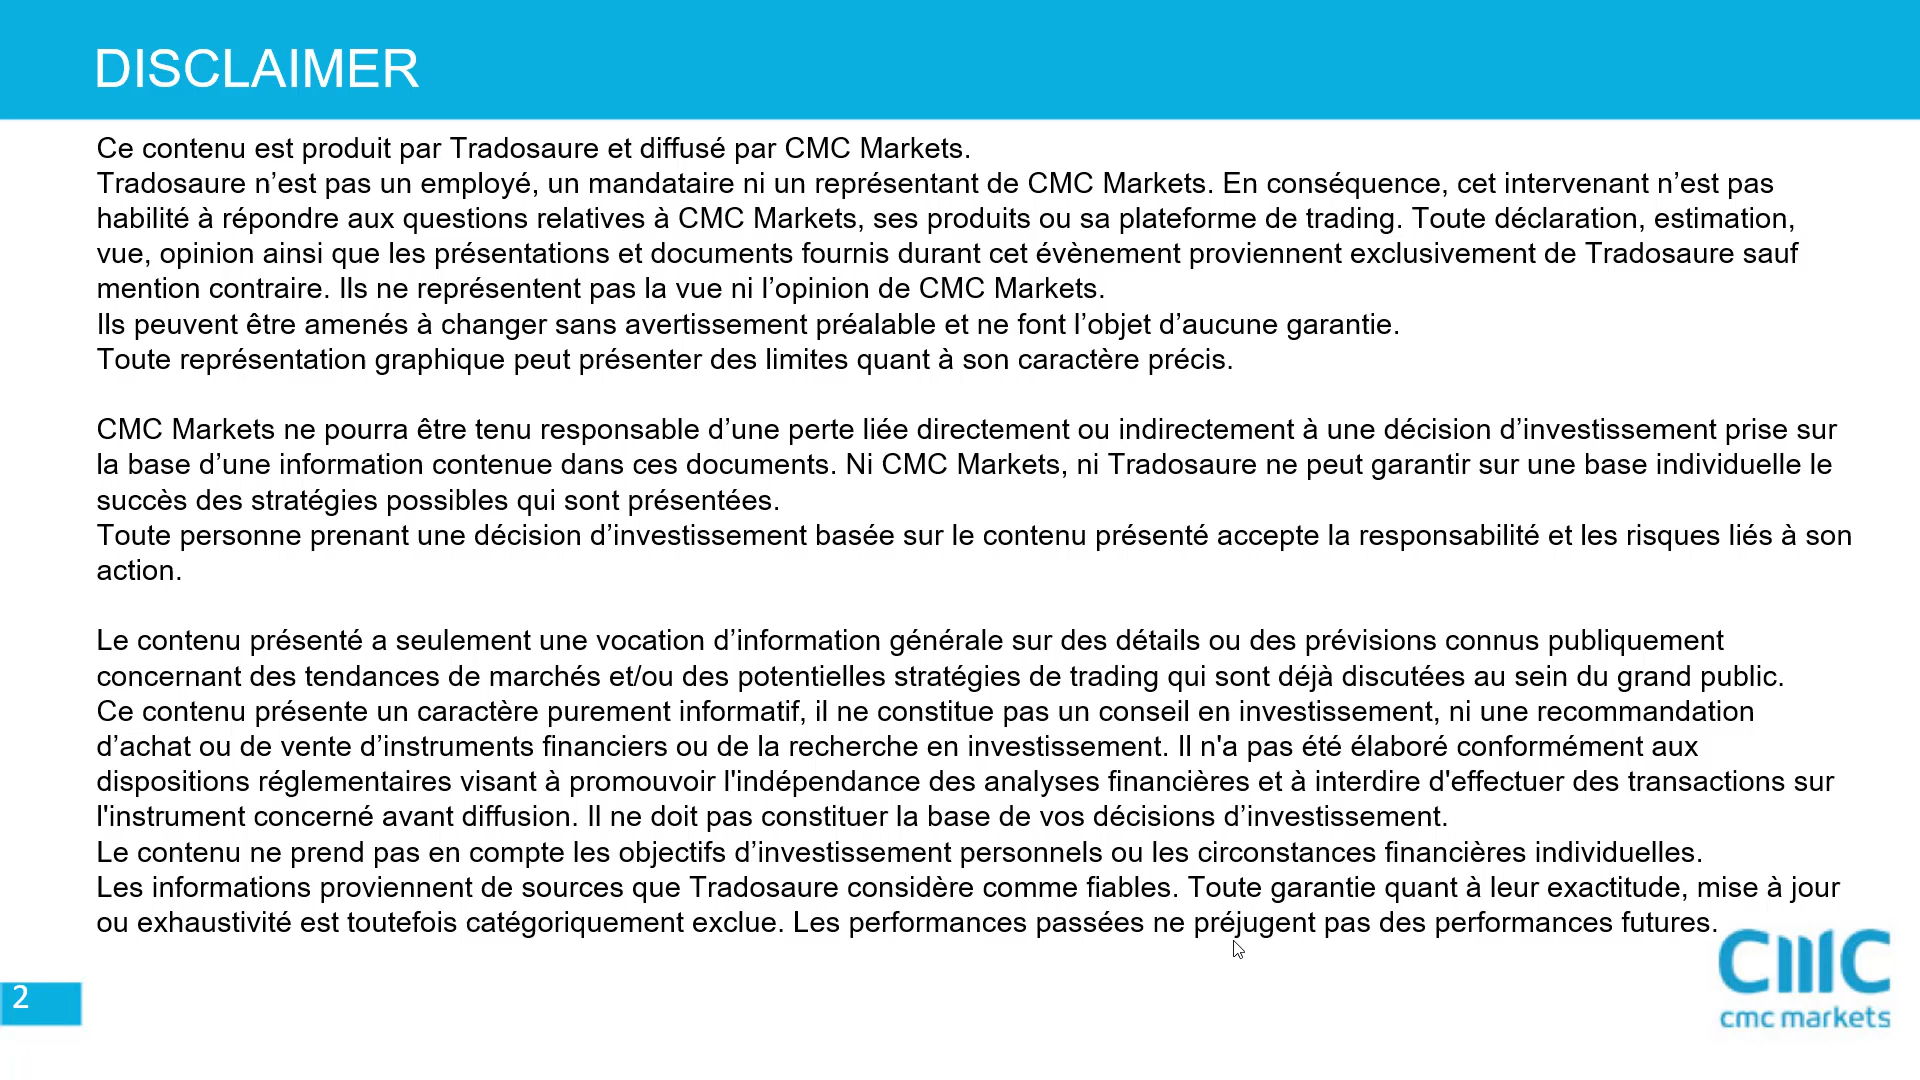 DISCLAIMER
Ce contenu est produit par Tradosaure et diffusé par CMC Markets.
Tradosaure n’est pas un employé, un mandataire ni un représentant de CMC Markets. En conséquence, cet intervenant n’est pas
habilité à répondre aux questions relatives à CMC Markets, ses produits ou sa plateforme de trading. Toute déclaration, estimation,
vue, opinion ainsi que les présentations et documents fournis durant cet évènement proviennent exclusivement de Tradosaure sauf
mention contraire. Ils ne représentent pas la vue ni l’opinion de CMC Markets.
Ils peuvent être amenés à changer sans avertissement préalable et ne font l’objet d’aucune garantie.
Toute représentation graphique peut présenter des limites quant à son caractère précis.
CMC Markets ne pourra être tenu responsable d’une perte liée directement ou indirectement à une décision d’investissement prise sur
la base d’une information contenue dans ces documents. Ni CMC Markets, ni Tradosaure ne peut garantir sur une base individuelle le
succès des stratégies possibles qui sont présentées.
Toute personne prenant une décision d’investissement basée sur le contenu présenté accepte la responsabilité et les risques liés à son
action.
Le contenu présenté a seulement une vocation d’information générale sur des détails ou des prévisions connus publiquement
concernant des tendances de marchés et/ou des potentielles stratégies de trading qui sont déjà discutées au sein du grand public.
Ce contenu présente un caractère purement informatif, il ne constitue pas un conseil en investissement, ni une recommandation
d’achat ou de vente d’instruments financiers ou de la recherche en investissement. Il n'a pas été élaboré conformément aux
dispositions réglementaires visant à promouvoir l'indépendance des analyses financières et à interdire d'effectuer des transactions sur
l'instrument concerné avant diffusion. Il ne doit pas constituer la base de vos décisions d’investissement.
Le contenu ne prend pas en compte les objectifs d’investissement personnels ou les circonstances financières individuelles.
Les informations proviennent de sources que Tradosaure considère comme fiables. Toute garantie quant à leur exactitude, mise à jour
ou exhaustivité est toutefois catégoriquement exclue. Les performances passées ne préjugent pas des performances futures.
2
CMC
cmc markets